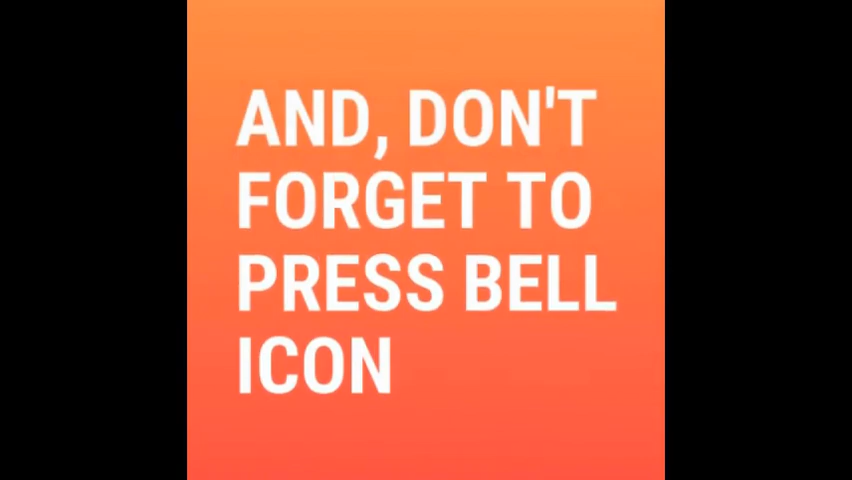 AND, DON'T
FORGET TO
PRESS BELL
ICON